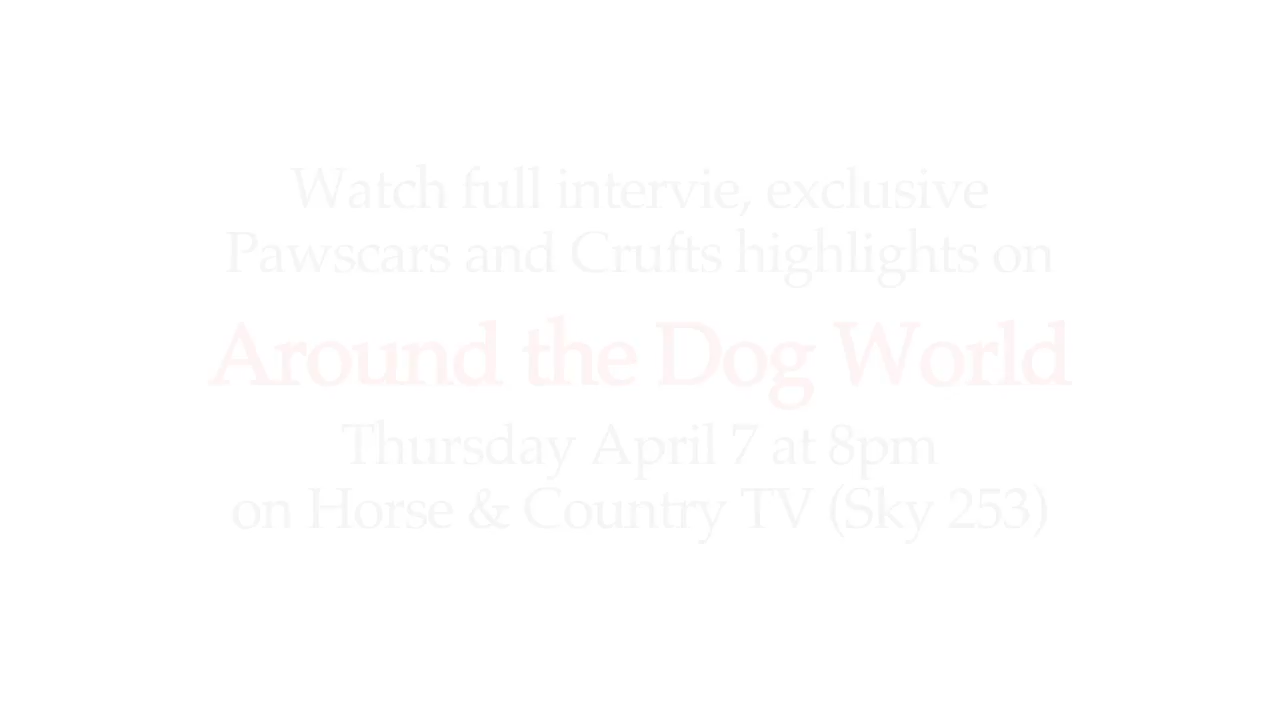 Watch full intervie, exclusive
Pawscars and Crufts highlights on
Around the Dog World
Thursday April 7 at 8pm
on Horse & Country TV (Sky 253)